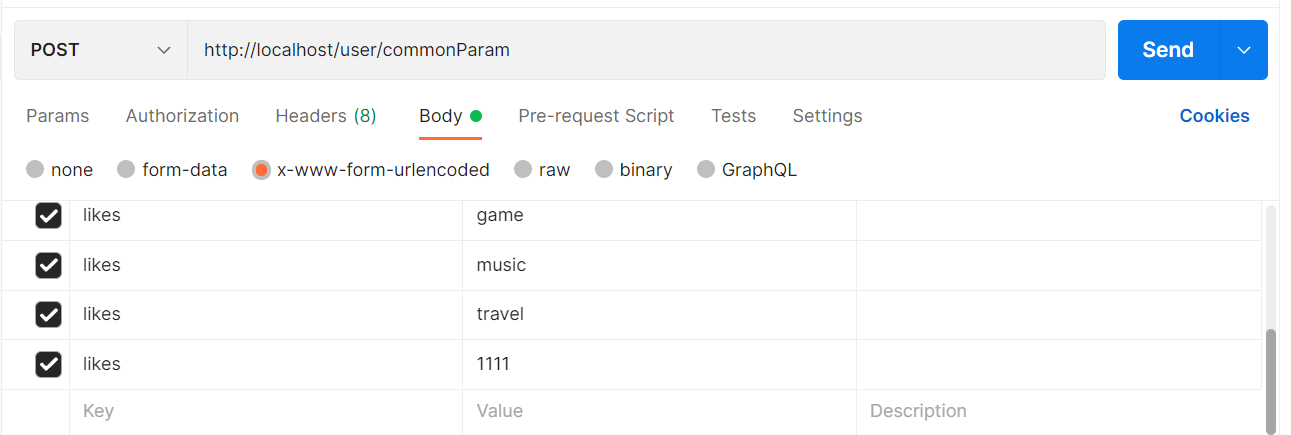 POST http://localhost/user/commonParam Send
Params Authorization Headers (8) Body Pre-request Script Tests Settings Cookies
none form-data x-www-form-urlencoded raw binary GraphQL
likes game
likes music
likes travel
likes 1111
Key Value Description